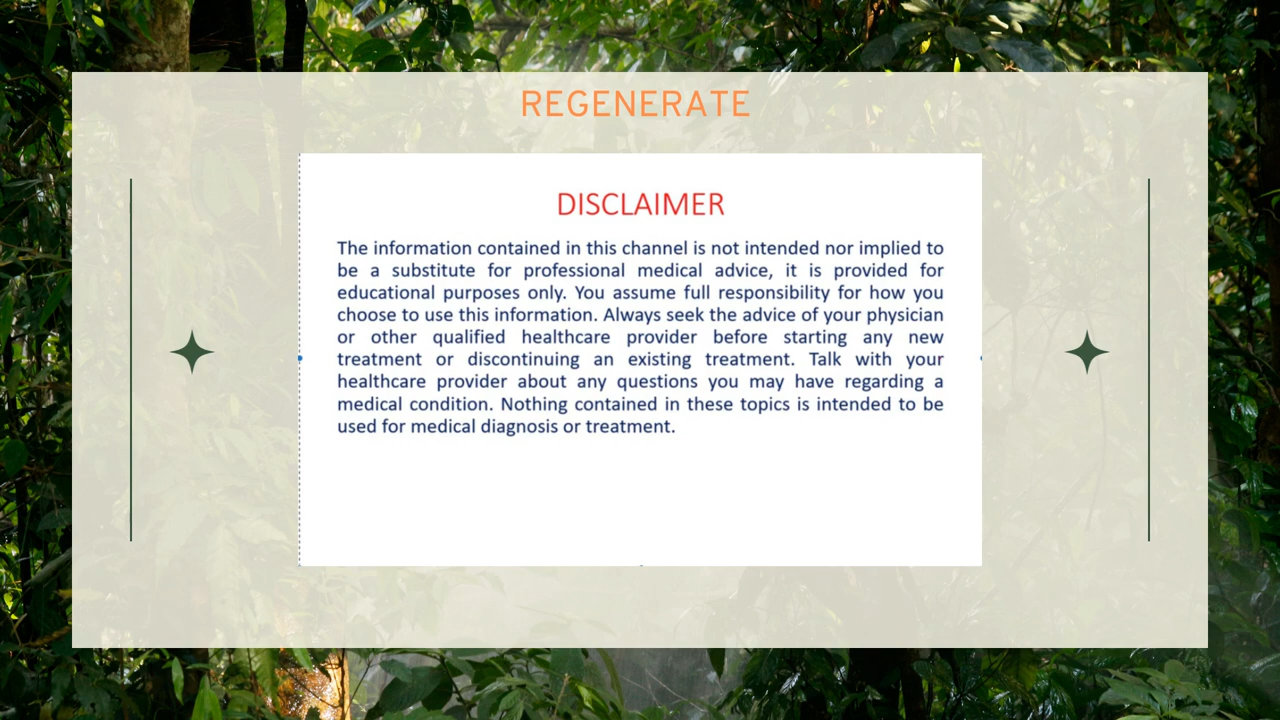 REGENERATE
DISCLAIMER
The information contained in this channel is not intended nor implied to
be a substitute for professional medical advice, it is provided for
educational purposes only. You assume full responsibility for how you
choose to use this information. Always seek the advice of your physician
or other qualified healthcare provider before starting any new
treatment or discontinuing an existing treatment. Talk with your
healthcare provider about any questions you may have regarding a
medical condition. Nothing contained in these topics is intended to be
used for medical diagnosis or treatment.